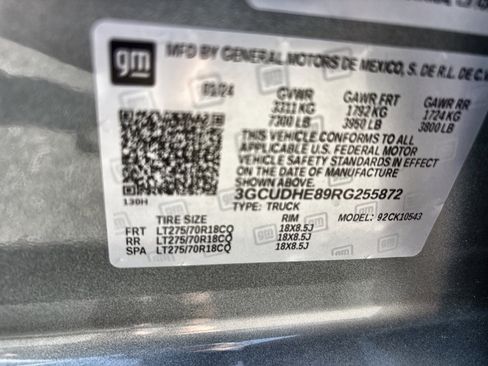 gm
MFD BY GENERAL MOTORS DE MEXICO, S. DE R.L. DE C.V.
03/24 GVWR GAWR FRT GAWR RR
3311 KG 1792 KG 1724 KG
7300 LB 3950 LB 3800 LB
THIS VEHICLE CONFORMS TO ALL
APPLICABLE U.S. FEDERAL MOTOR
VEHICLE SAFETY STANDARDS IN EFFECT
ON THE DATE OF MANUFACTURE
SHOWN ABOVE.
3GCUDHE89RG255872
TYPE: TRUCK MODEL: 92CK10543
130H
TIRE SIZE RIM
FRT LT275/70R18CQ 18X8.5J
RR LT275/70R18CQ 18X8.5J
SPA LT275/70R18CQ 18X8.5J